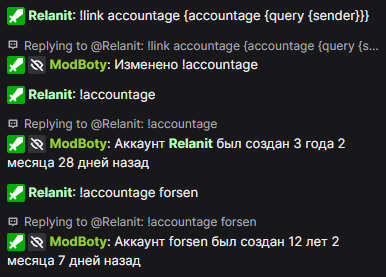 Relanit: !link accountage {accountage {query {sender}}}
Replying to @Relanit: !link accountage {accountage {query {s...
ModBoty: Изменено !accountage
Relanit: !accountage
Replying to @Relanit: !accountage
ModBoty: Аккаунт Relanit был создан 3 года 2
месяца 28 дней назад
Relanit: !accountage forsen
Replying to @Relanit: !accountage forsen
ModBoty: Аккаунт forsen был создан 12 лет 2
месяца 7 дней назад